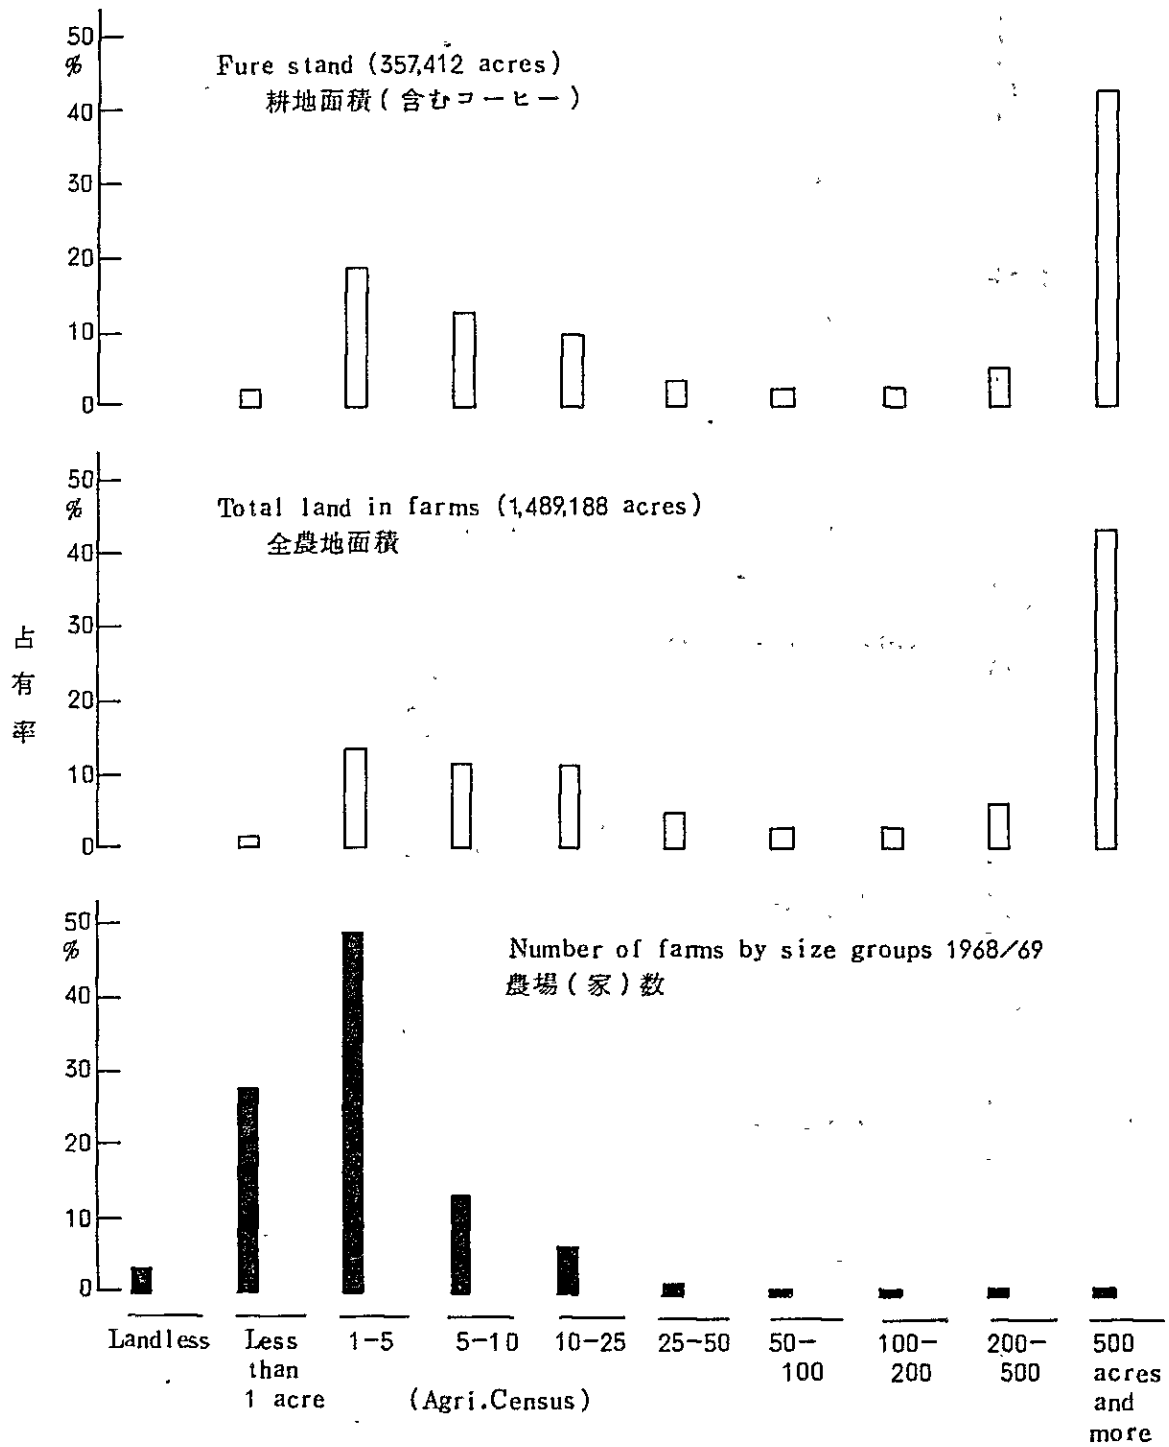 50
%
Fure stand (357,412 acres)
耕地面積(含むコーヒー)
40
30
20
10
0
50
%
Total land in farms (1,489,188 acres)
全農地面積
40
30
20
10
0
占有率
50
%
Number of farms by size groups 1968/69
農場(家)数
40
30
20
10
0
Landless
Less
than
1 acre
1-5
5-10
10-25
25-50
50-
100
100-
200
200-
500
500
acres
and
more
(Agri.Census)